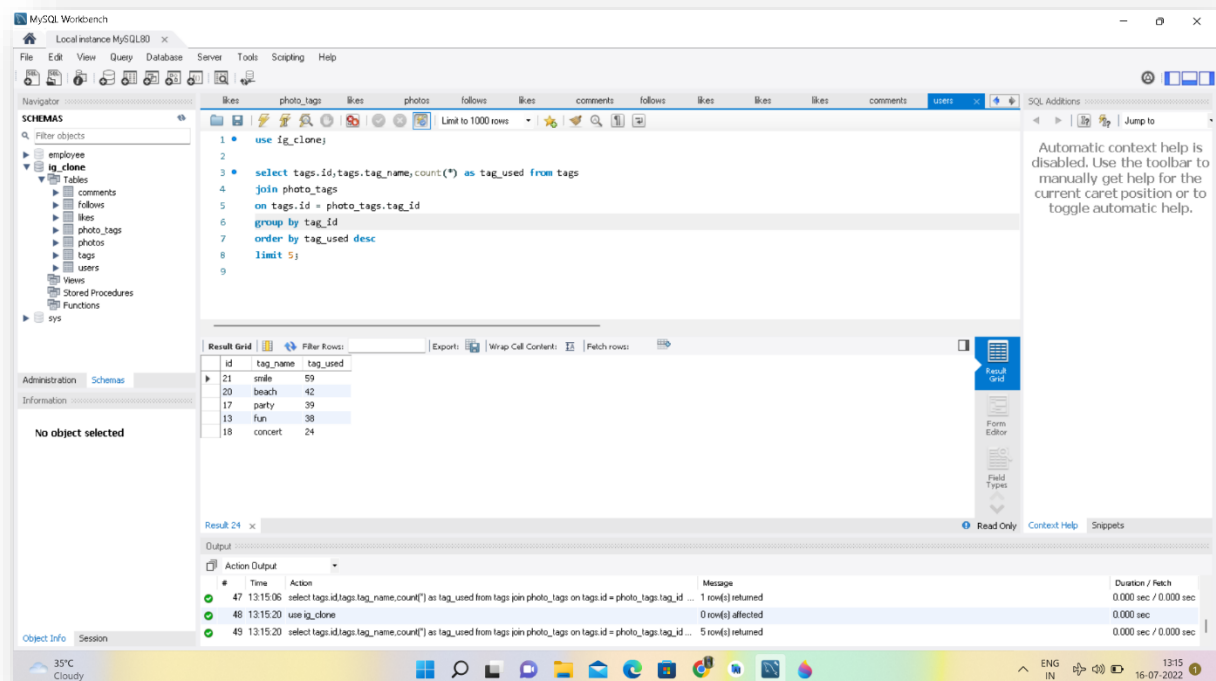 MySQL Workbench
Local instance MySQL80
File Edit View Query Database Server Tools Scripting Help
Navigator
SCHEMAS
Filter objects
employee
ig_clone
Tables
comments
follows
likes
photo_tags
photos
tags
users
Views
Stored Procedures
Functions
sys
Administration Schemas
Information
No object selected
Object Info Session
likes photo_tags likes photos follows likes comments follows likes likes likes comments users
Limit to 1000 rows
1 use ig_clone;
2
3 select tags.id,tags.tag_name,count(*) as tag_used from tags
4 join photo_tags
5 on tags.id = photo_tags.tag_id
6 group by tag_id
7 order by tag_used desc
8 limit 5;
9
Result Grid Filter Rows: Export: Wrap Cell Content: Fetch rows:
id tag_name tag_used
21 smile 59
20 beach 42
17 party 39
13 fun 38
18 concert 24
Result Grid
Form Editor
Field Types
Result 24
Read Only
SQL Additions
Jump to
Automatic context help is
disabled. Use the toolbar to
manually get help for the
current caret position or to
toggle automatic help.
Context Help Snippets
Output
Action Output
# Time Action Message Duration / Fetch
47 13:15:06 select tags.id,tags.tag_name,count(*) as tag_used from tags join photo_tags on tags.id = photo_tags.tag_id ... 1 row(s) returned 0.000 sec / 0.000 sec
48 13:15:20 use ig_clone 0 row(s) affected 0.000 sec
49 13:15:20 select tags.id,tags.tag_name,count(*) as tag_used from tags join photo_tags on tags.id = photo_tags.tag_id ... 5 row(s) returned 0.000 sec / 0.000 sec
35°C
Cloudy
ENG
IN
13:15
16-07-2022
1